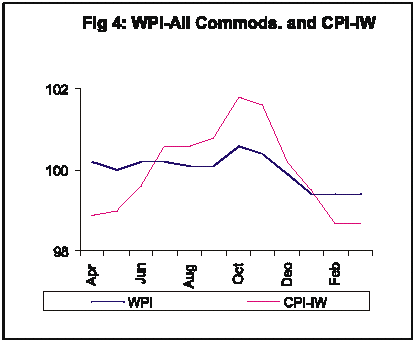 Fig 4: WPI-All Commods. and CPI-IW
102
100
98
Apr
Jun
Aug
Oct
Dec
Feb
WPI
CPI-IW